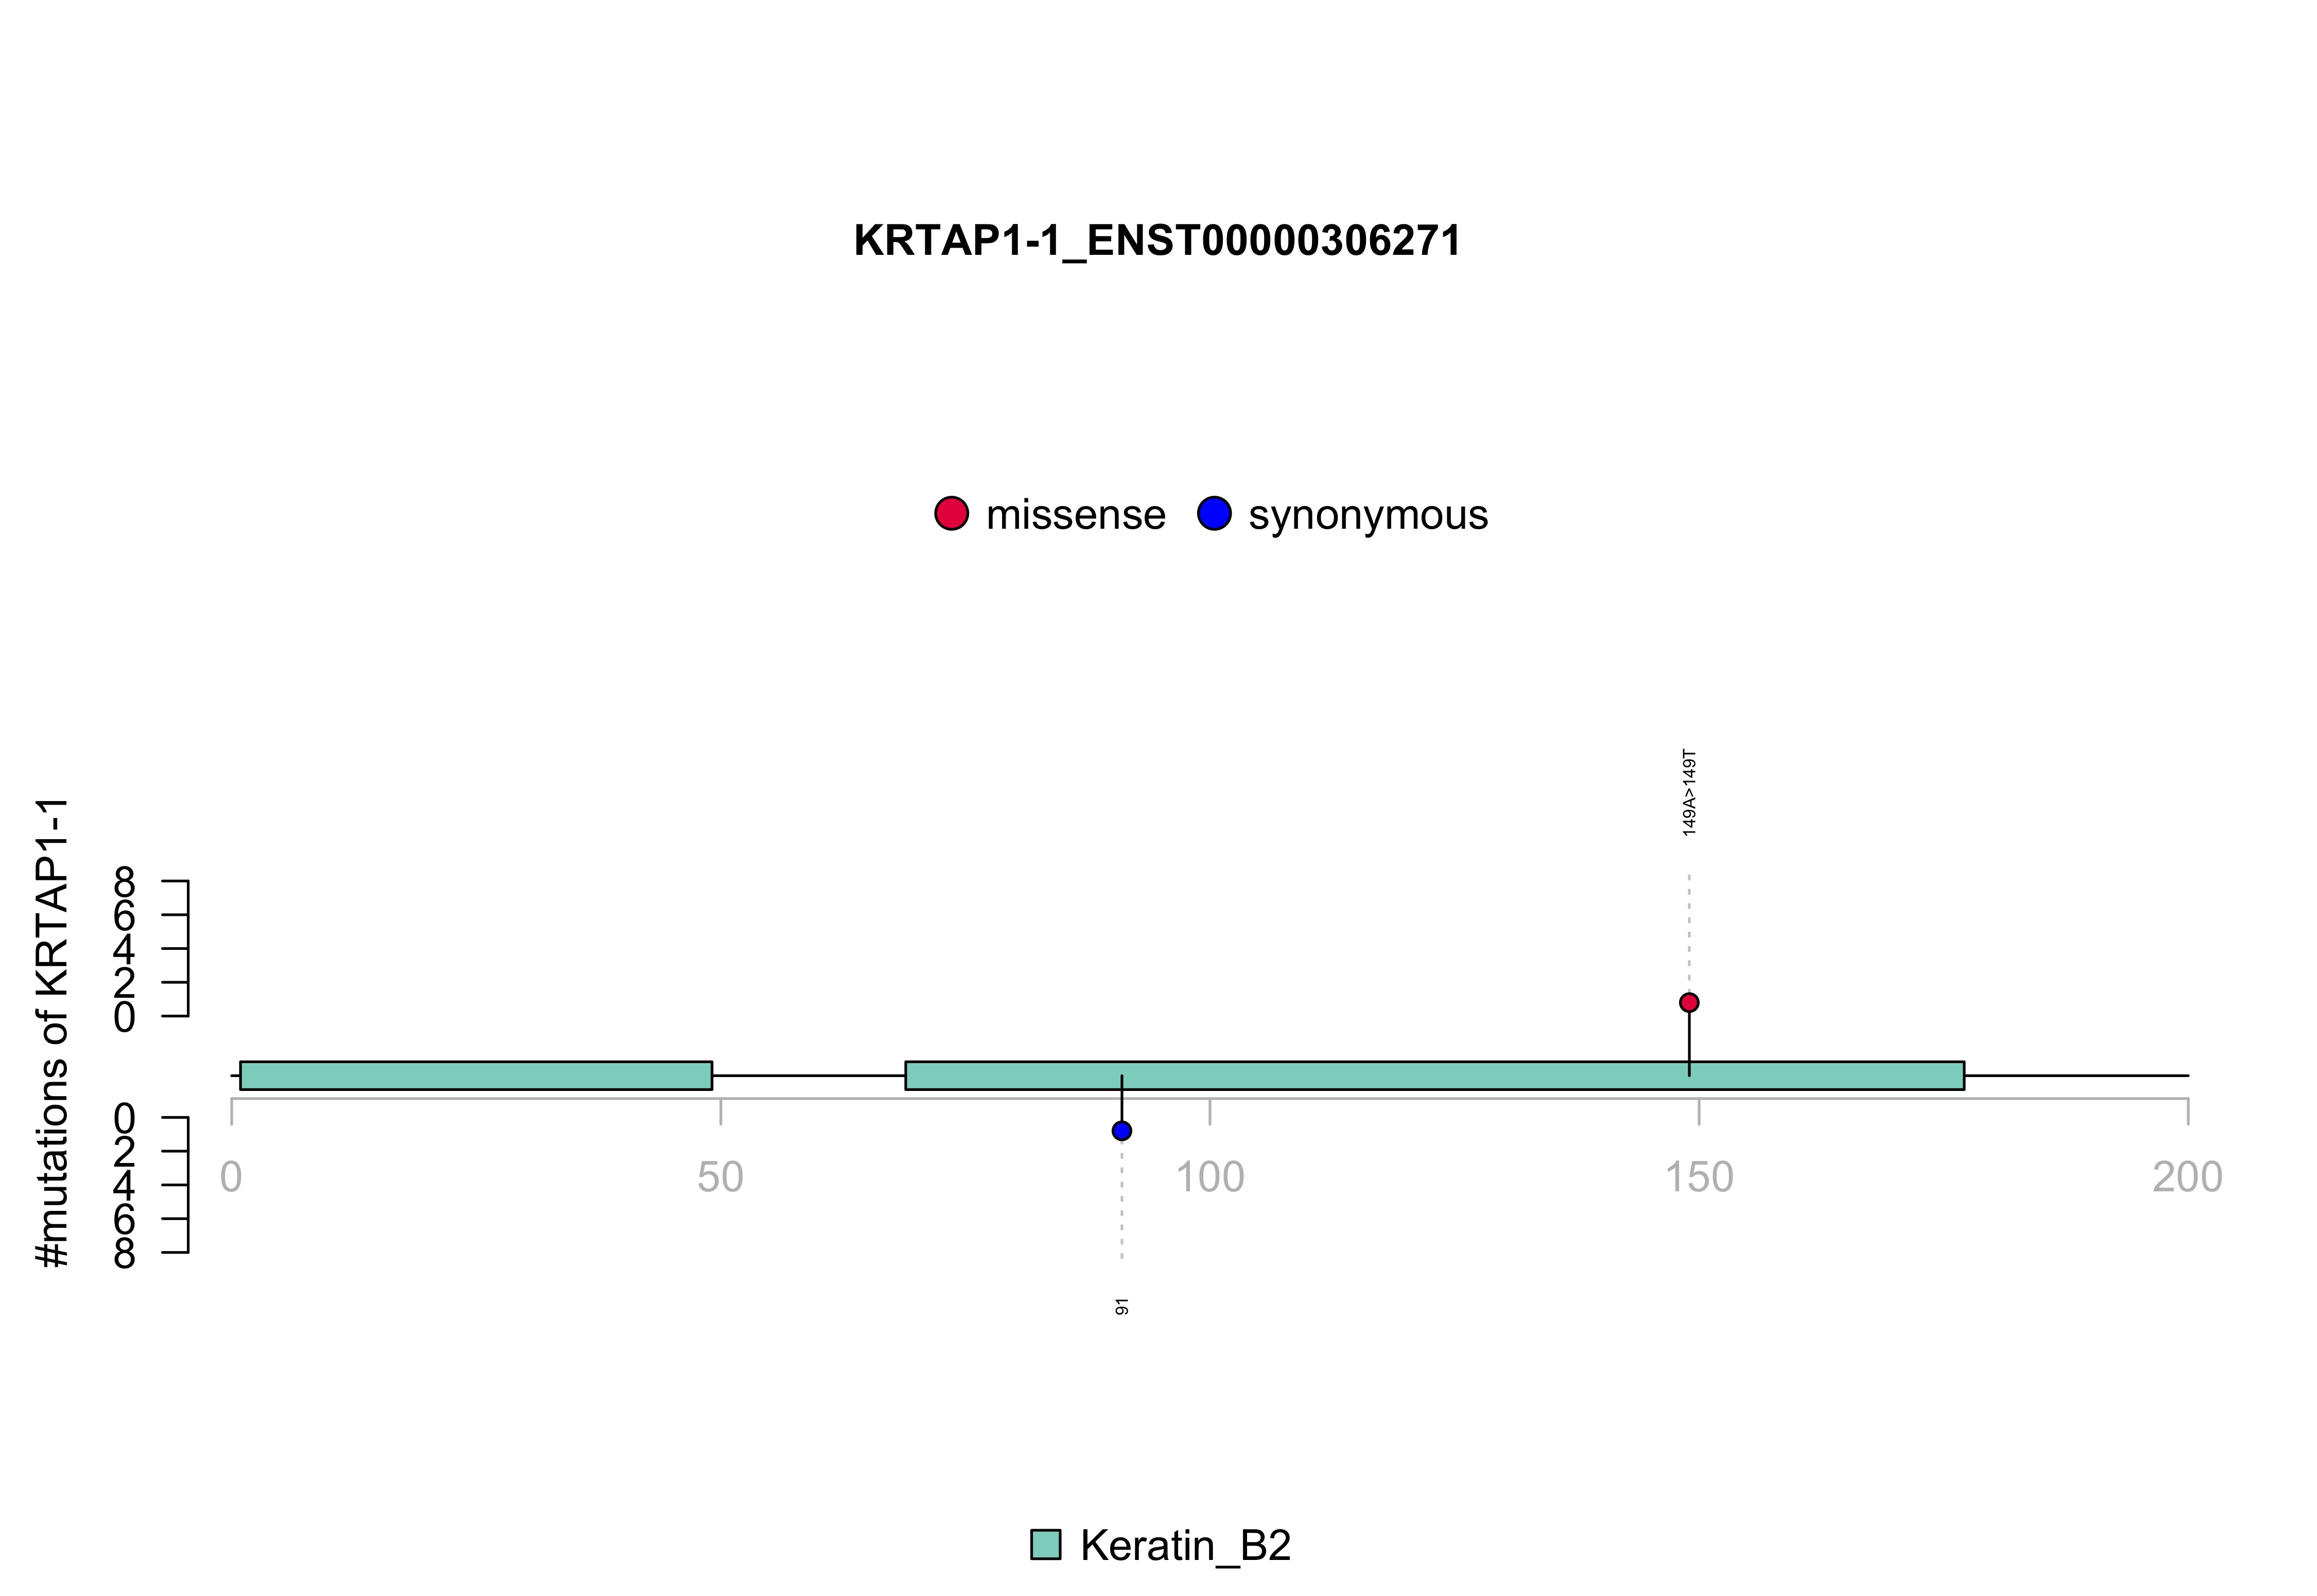 KRTAP1-1_ENST00000306271
missense synonymous
149A>149T
#mutations of KRTAP1-1
8
6
4
2
0
0
2
4
6
8
0 50 100 150 200
91
Keratin_B2